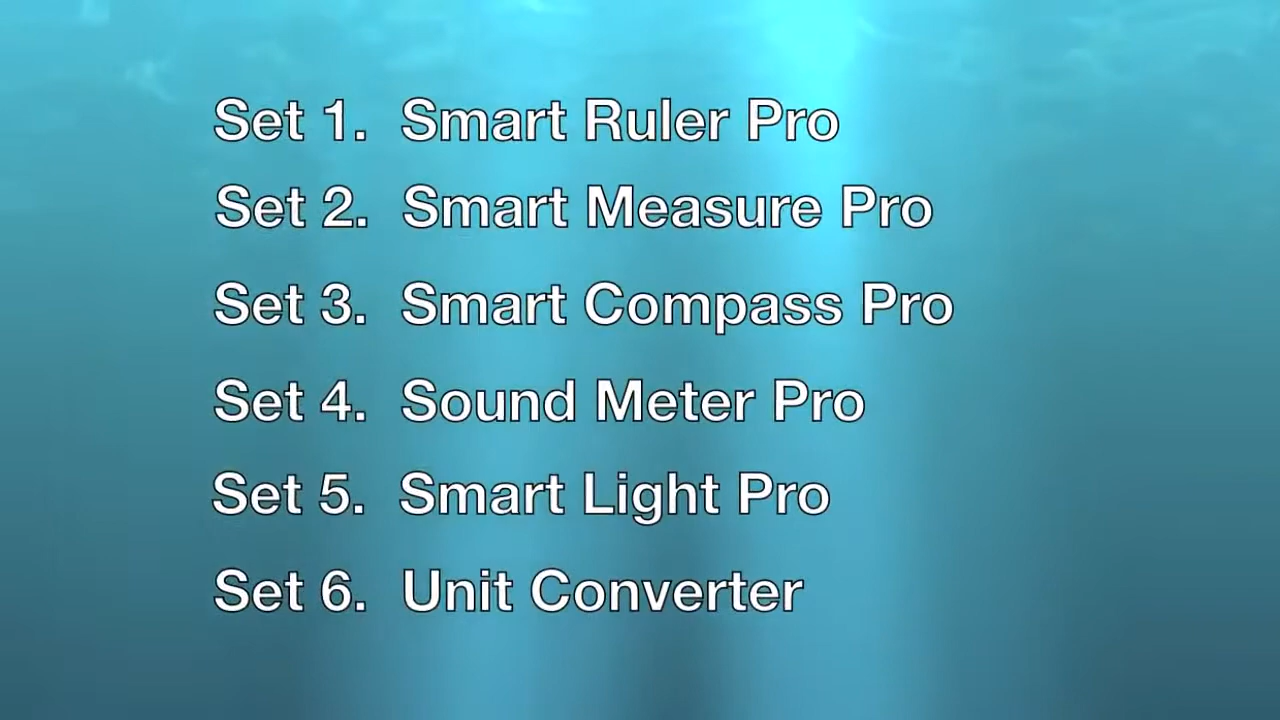 Set 1. Smart Ruler Pro
Set 2. Smart Measure Pro
Set 3. Smart Compass Pro
Set 4. Sound Meter Pro
Set 5. Smart Light Pro
Set 6. Unit Converter